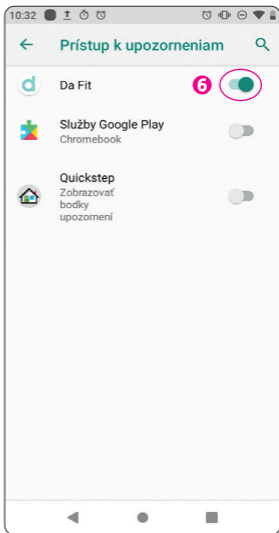 10:32
Prístup k upozorneniam
d Da Fit 6
Služby Google Play
Chromebook
Quickstep
Zobrazovať
bodky
upozornení